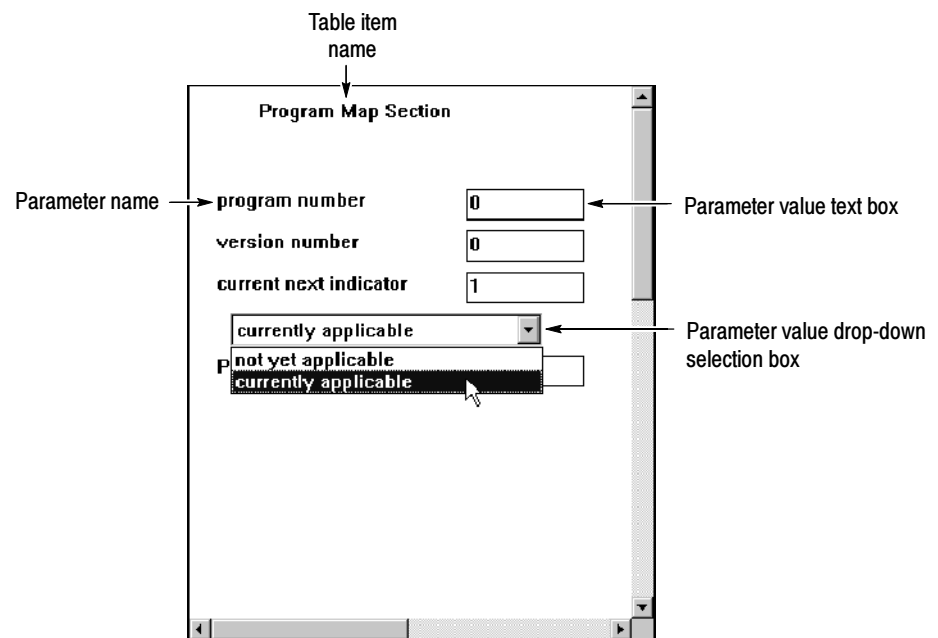 Table item
name
Program Map Section
Parameter name
program number
0
Parameter value text box
version number
0
current next indicator
1
currently applicable
Parameter value drop-down
selection box
P
not yet applicable
currently applicable